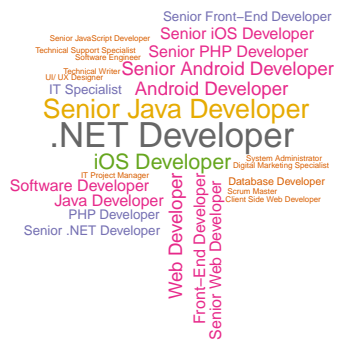 Senior Front–End Developer
Senior iOS Developer
Senior JavaScript Developer
Technical Support Specialist
Senior PHP Developer
Software Engineer
Technical Writer
Senior Android Developer
UI/ UX Designer
IT Specialist
Android Developer
Senior Java Developer
.NET Developer
iOS Developer
System Administrator
Digital Marketing Specialist
IT Project Manager
Software Developer
Database Developer
Scrum Master
Java Developer
Client Side Web Developer
PHP Developer
Senior .NET Developer
Web Developer
Front–End Developer
Senior Web Developer